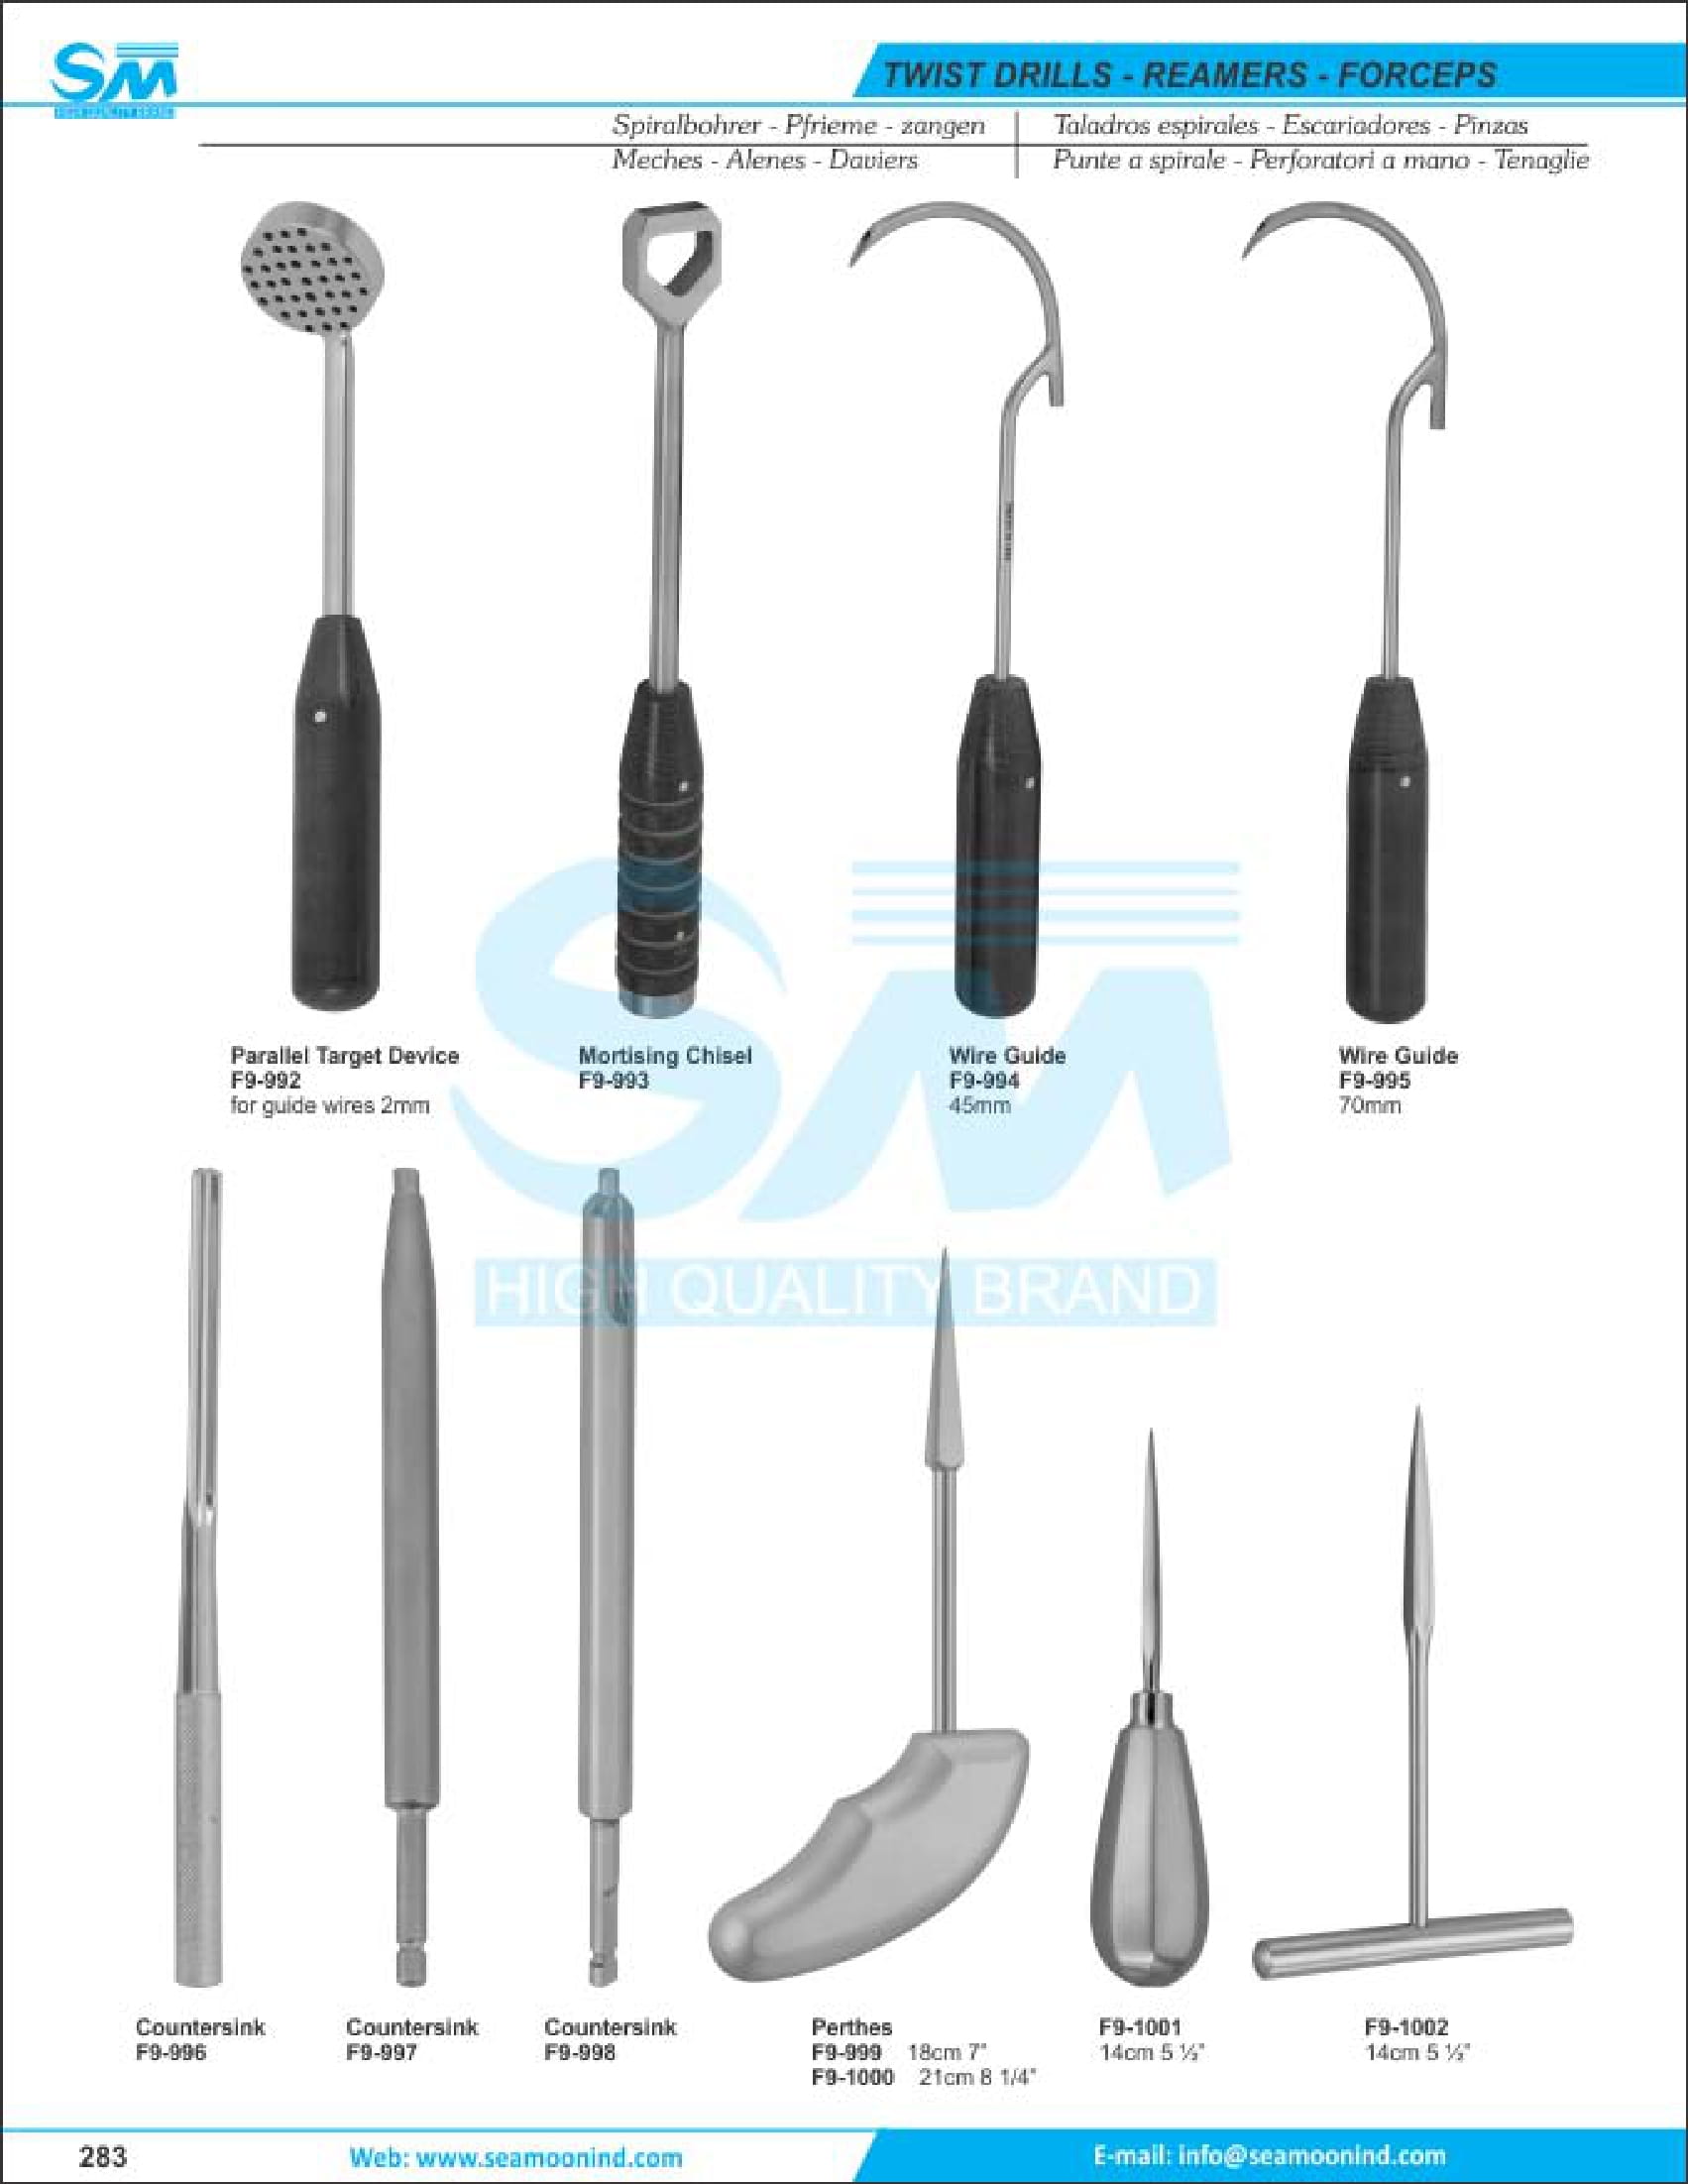 SM
TWIST DRILLS - REAMERS - FORCEPS
Spiralbohrer - Pfrieme - zangen
Taladros espirales - Escariadores - Pinzas
Meches - Alenes - Daviers
Punte a spirale - Perforatori a mano - Tenaglie
Parallel Target Device
F9-992
for guide wires 2mm
Mortising Chisel
F9-993
Wire Guide
F9-994
45mm
Wire Guide
F9-995
70mm
SM
HIGH QUALITY BRAND
Countersink
F9-996
Countersink
F9-997
Countersink
F9-998
Perthes
F9-999 18cm 7"
F9-1000 21cm 8 1/4"
F9-1001
14cm 5 ½"
F9-1002
14cm 5 ½"
283
Web: www.seamoonind.com
E-mail: info@seamoonind.com